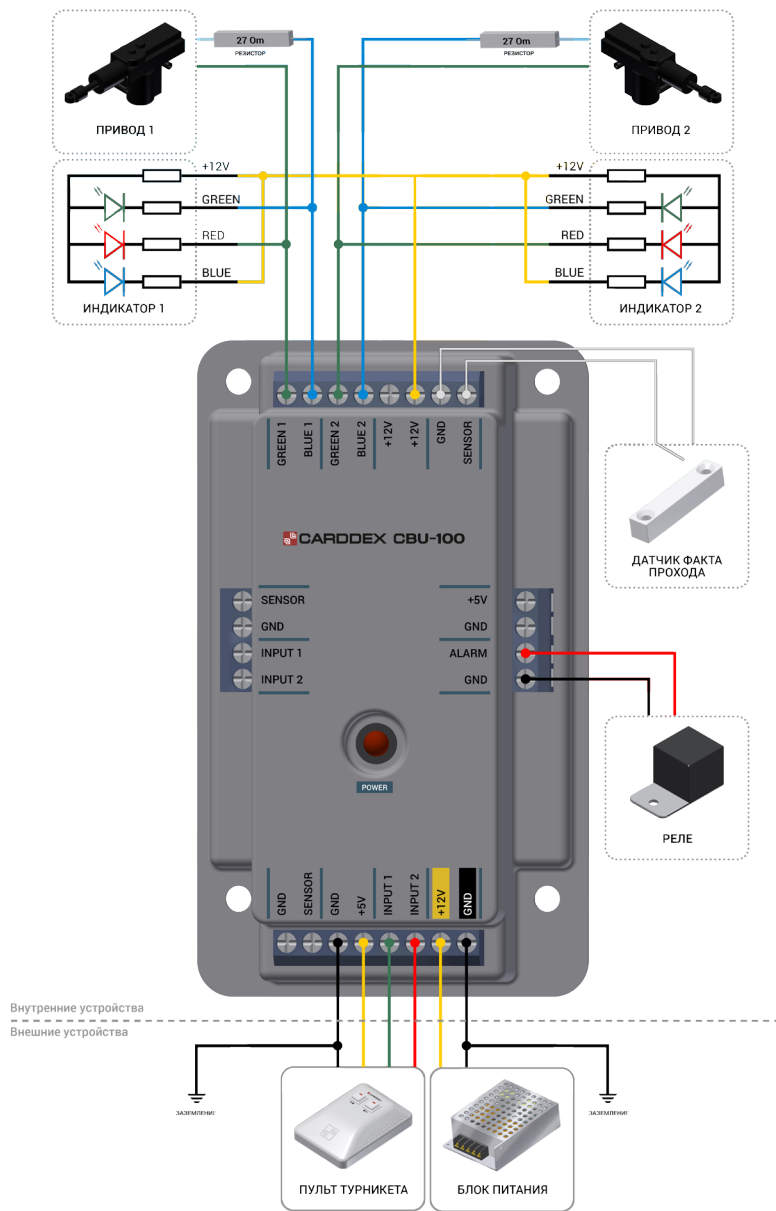 27 Om
РЕЗИСТОР
27 Om
РЕЗИСТОР
ПРИВОД 1
ПРИВОД 2
+12V
GREEN
RED
BLUE
ИНДИКАТОР 1
+12V
GREEN
RED
BLUE
ИНДИКАТОР 2
GREEN 1
BLUE 1
GREEN 2
BLUE 2
+12V
+12V
GND
SENSOR
CARDDEX CBU-100
ДАТЧИК ФАКТА
ПРОХОДА
SENSOR
GND
INPUT 1
INPUT 2
+5V
GND
ALARM
GND
POWER
РЕЛЕ
GND
SENSOR
GND
+5V
INPUT 1
INPUT 2
+12V
GND
Внутренние устройства
Внешние устройства
ЗАЗЕМЛЕНИЕ
ЗАЗЕМЛЕНИЕ
ПУЛЬТ ТУРНИКЕТА
БЛОК ПИТАНИЯ